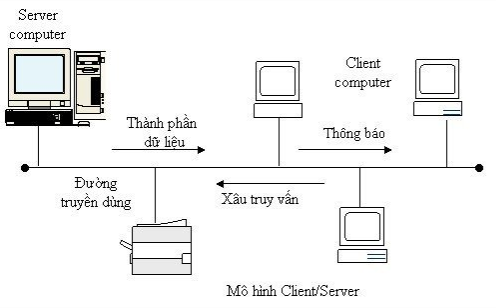 Server
computer
Client
computer
Thành phần
dữ liệu
Thông báo
Đường
truyền dùng
Xâu truy vấn
Mô hình Client/Server